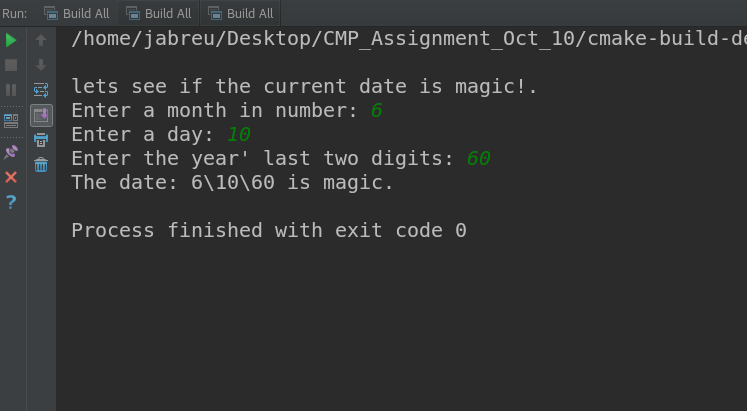 Run: Build All Build All Build All
/home/jabreu/Desktop/CMP_Assignment_Oct_10/cmake-build-de
lets see if the current date is magic!.
Enter a month in number: 6
Enter a day: 10
Enter the year' last two digits: 60
The date: 6\10\60 is magic.
Process finished with exit code 0